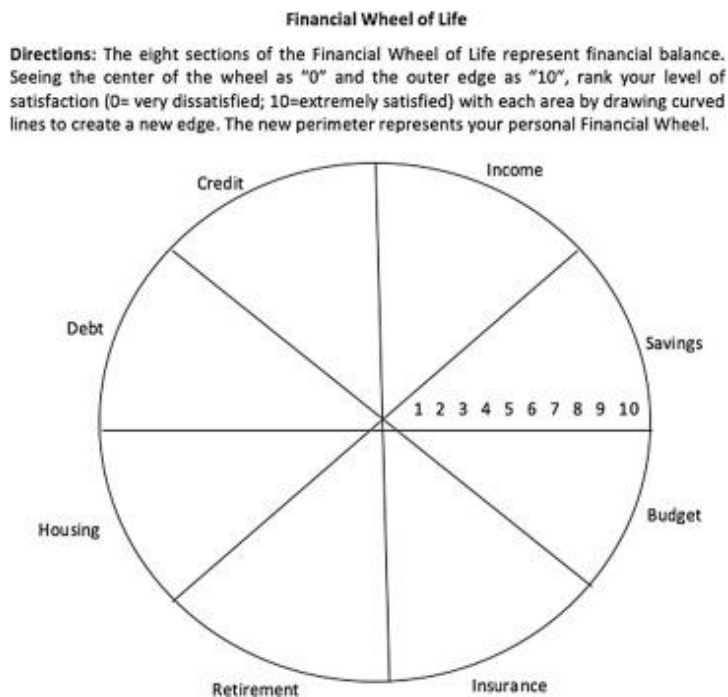 Financial Wheel of Life
Directions: The eight sections of the Financial Wheel of Life represent financial balance.
Seeing the center of the wheel as "0" and the outer edge as "10", rank your level of
satisfaction (0= very dissatisfied; 10=extremely satisfied) with each area by drawing curved
lines to create a new edge. The new perimeter represents your personal Financial Wheel.
Income
Credit
Debt
Savings
1 2 3 4 5 6 7 8 9 10
Budget
Housing
Insurance
Retirement